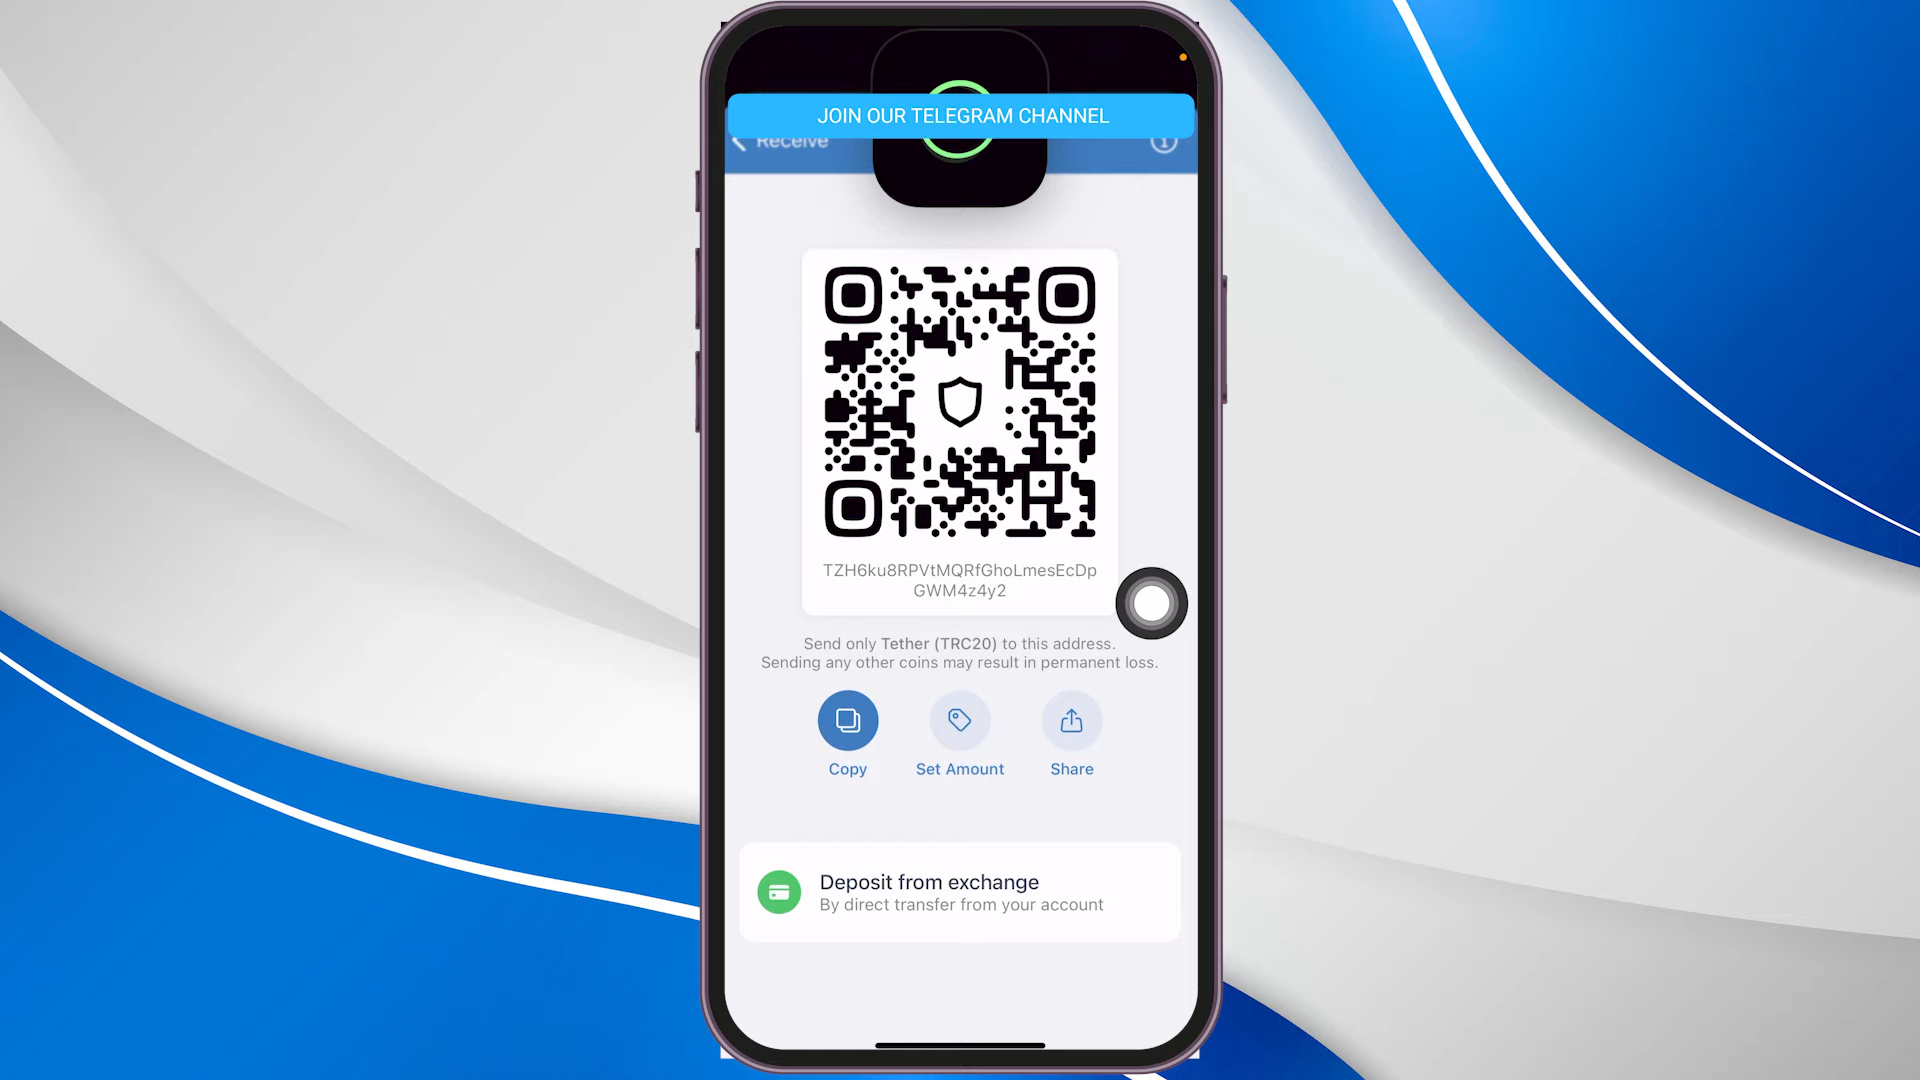 JOIN OUR TELEGRAM CHANNEL
Receive
TZH6ku8RPVtMQRfGhoLmesEcDp
GWM4z4y2
Send only Tether (TRC20) to this address.
Sending any other coins may result in permanent loss.
Copy
Set Amount
Share
Deposit from exchange
By direct transfer from your account